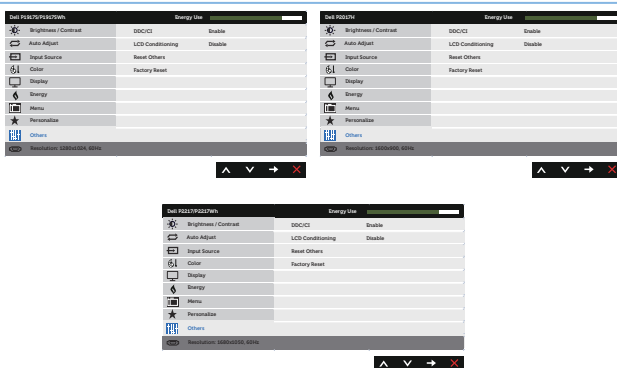 Dell P1917S/P1917SWh Energy Use
Brightness / Contrast DDC/CI Enable
Auto Adjust LCD Conditioning Disable
Input Source Reset Others
Color Factory Reset
Display
Energy
Menu
Personalize
Others
Resolution: 1280x1024, 60Hz
Dell P2017H Energy Use
Brightness / Contrast DDC/CI Enable
Auto Adjust LCD Conditioning Disable
Input Source Reset Others
Color Factory Reset
Display
Energy
Menu
Personalize
Others
Resolution: 1600x900, 60Hz
Dell P2217/P2217Wh Energy Use
Brightness / Contrast DDC/CI Enable
Auto Adjust LCD Conditioning Disable
Input Source Reset Others
Color Factory Reset
Display
Energy
Menu
Personalize
Others
Resolution: 1680x1050, 60Hz